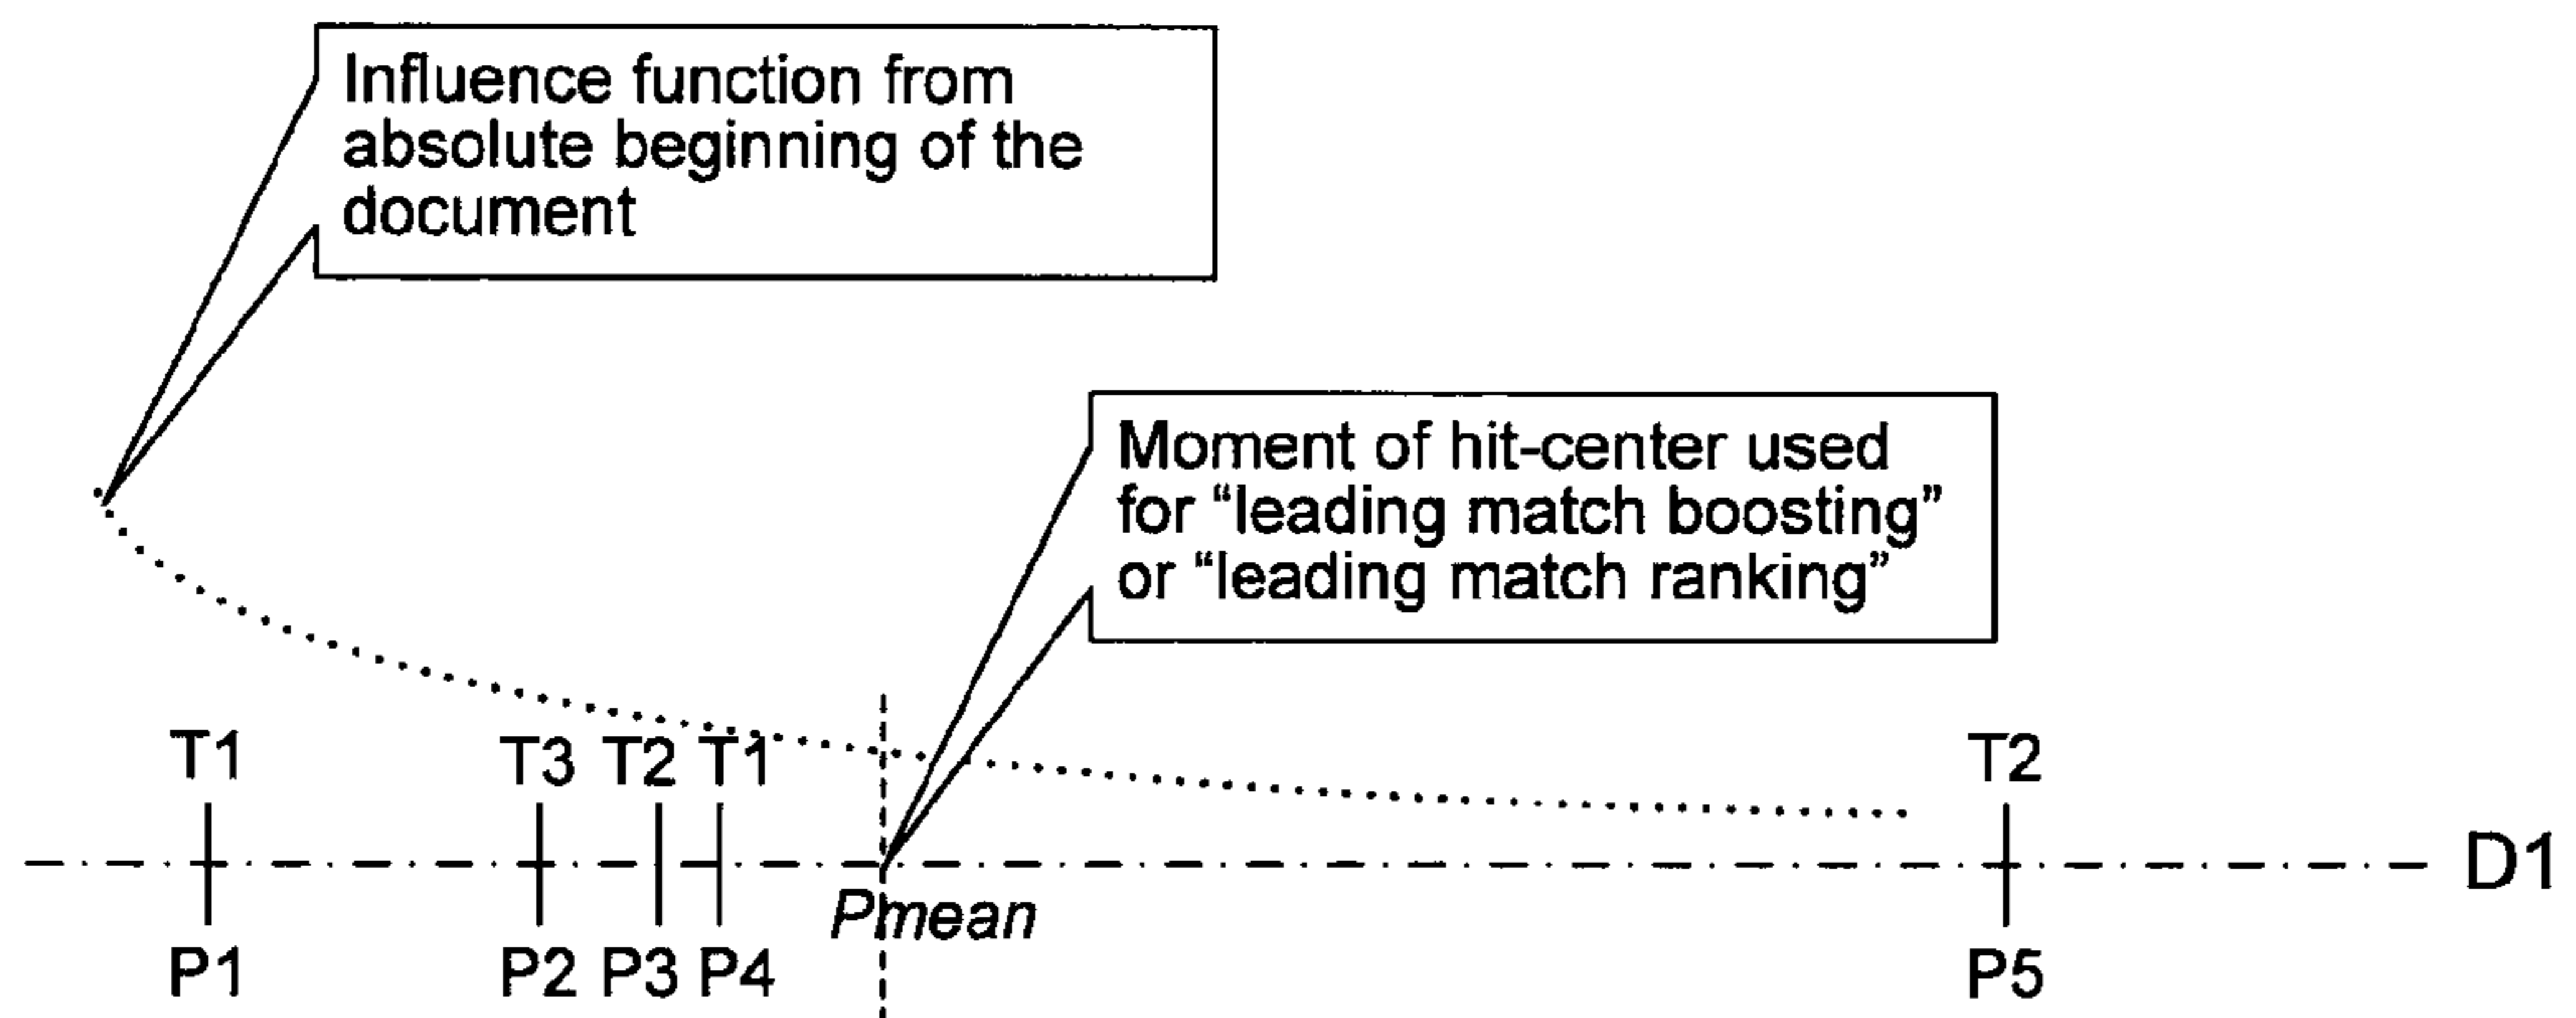 Influence function from
absolute beginning of the
document
Moment of hit-center used
for “leading match boosting”
or “leading match ranking”
T1 T3 T2 T1 T2
D1
Pmean
P1 P2 P3 P4 P5